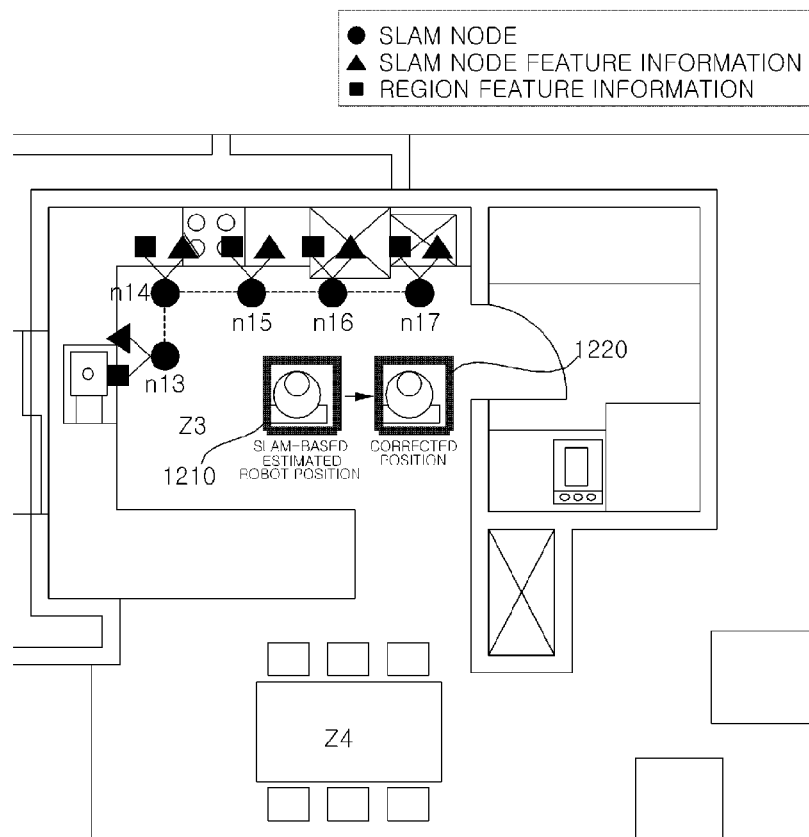 SLAM NODE
SLAM NODE FEATURE INFORMATION
REGION FEATURE INFORMATION
n14
n15
n16
n17
n13
1220
Z3
1210
SLAM-BASED
ESTIMATED
ROBOT POSITION
CORRECTED
POSITION
Z4